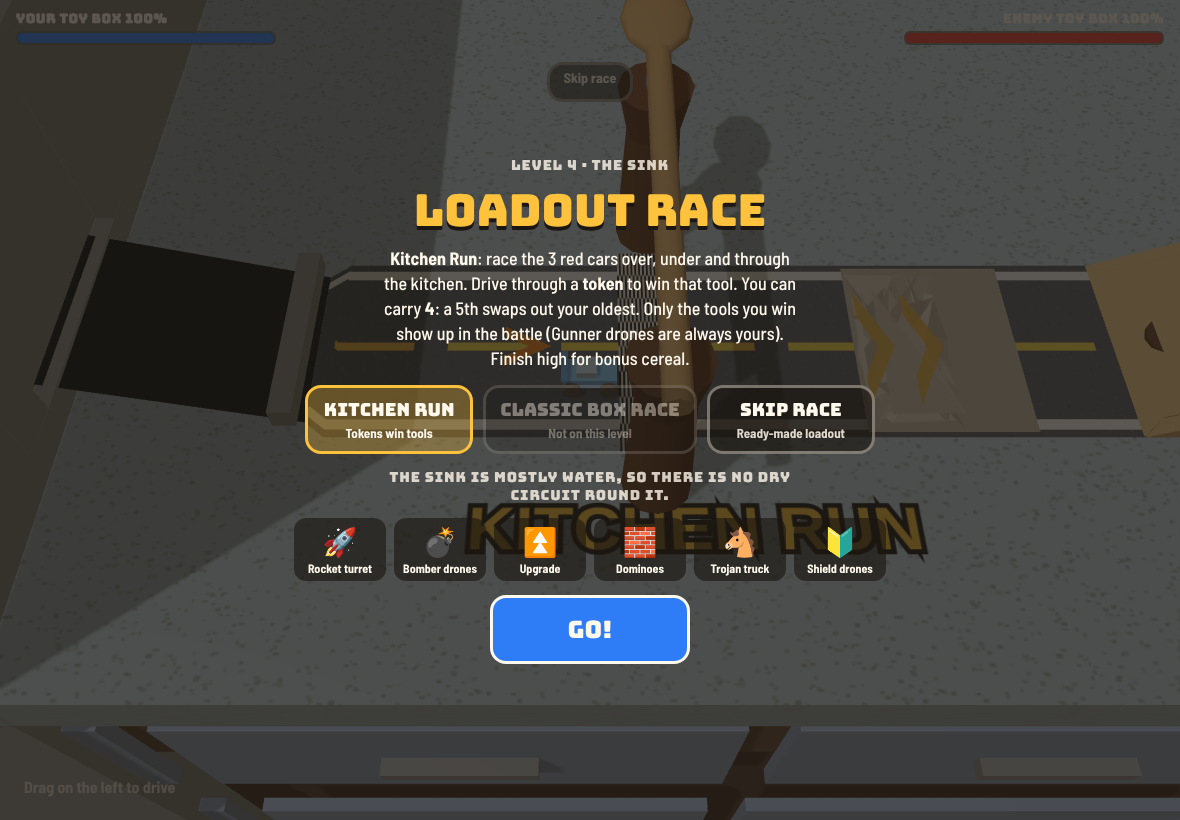 YOUR TOY BOX 100%
ENEMY TOY BOX 100%
Skip race
LEVEL 4 · THE SINK
LOADOUT RACE
Kitchen Run: race the 3 red cars over, under and through
the kitchen. Drive through a token to win that tool. You can
carry 4: a 5th swaps out your oldest. Only the tools you win
show up in the battle (Gunner drones are always yours).
Finish high for bonus cereal.
KITCHEN RUN
Tokens win tools
CLASSIC BOX RACE
Not on this level
SKIP RACE
Ready-made loadout
THE SINK IS MOSTLY WATER, SO THERE IS NO DRY
CIRCUIT ROUND IT.
KITCHEN RUN
Rocket turret
Bomber drones
Upgrade
Dominoes
Trojan truck
Shield drones
GO!
Drag on the left to drive